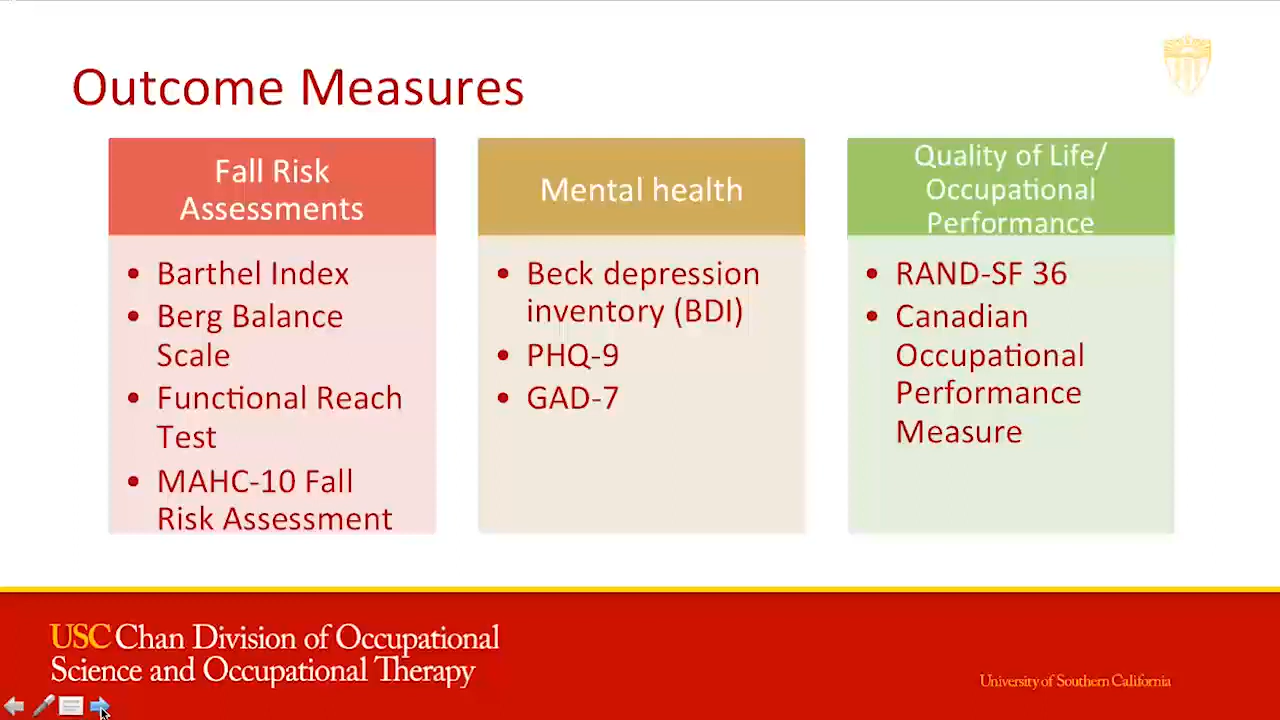 Outcome Measures
Fall Risk
Assessments
• Barthel Index
• Berg Balance
Scale
• Functional Reach
Test
• MAHC-10 Fall
Risk Assessment
Mental health
• Beck depression
inventory (BDI)
• PHQ-9
• GAD-7
Quality of Life/
Occupational
Performance
• RAND-SF 36
• Canadian
Occupational
Performance
Measure
USC Chan Division of Occupational
Science and Occupational Therapy
University of Southern California